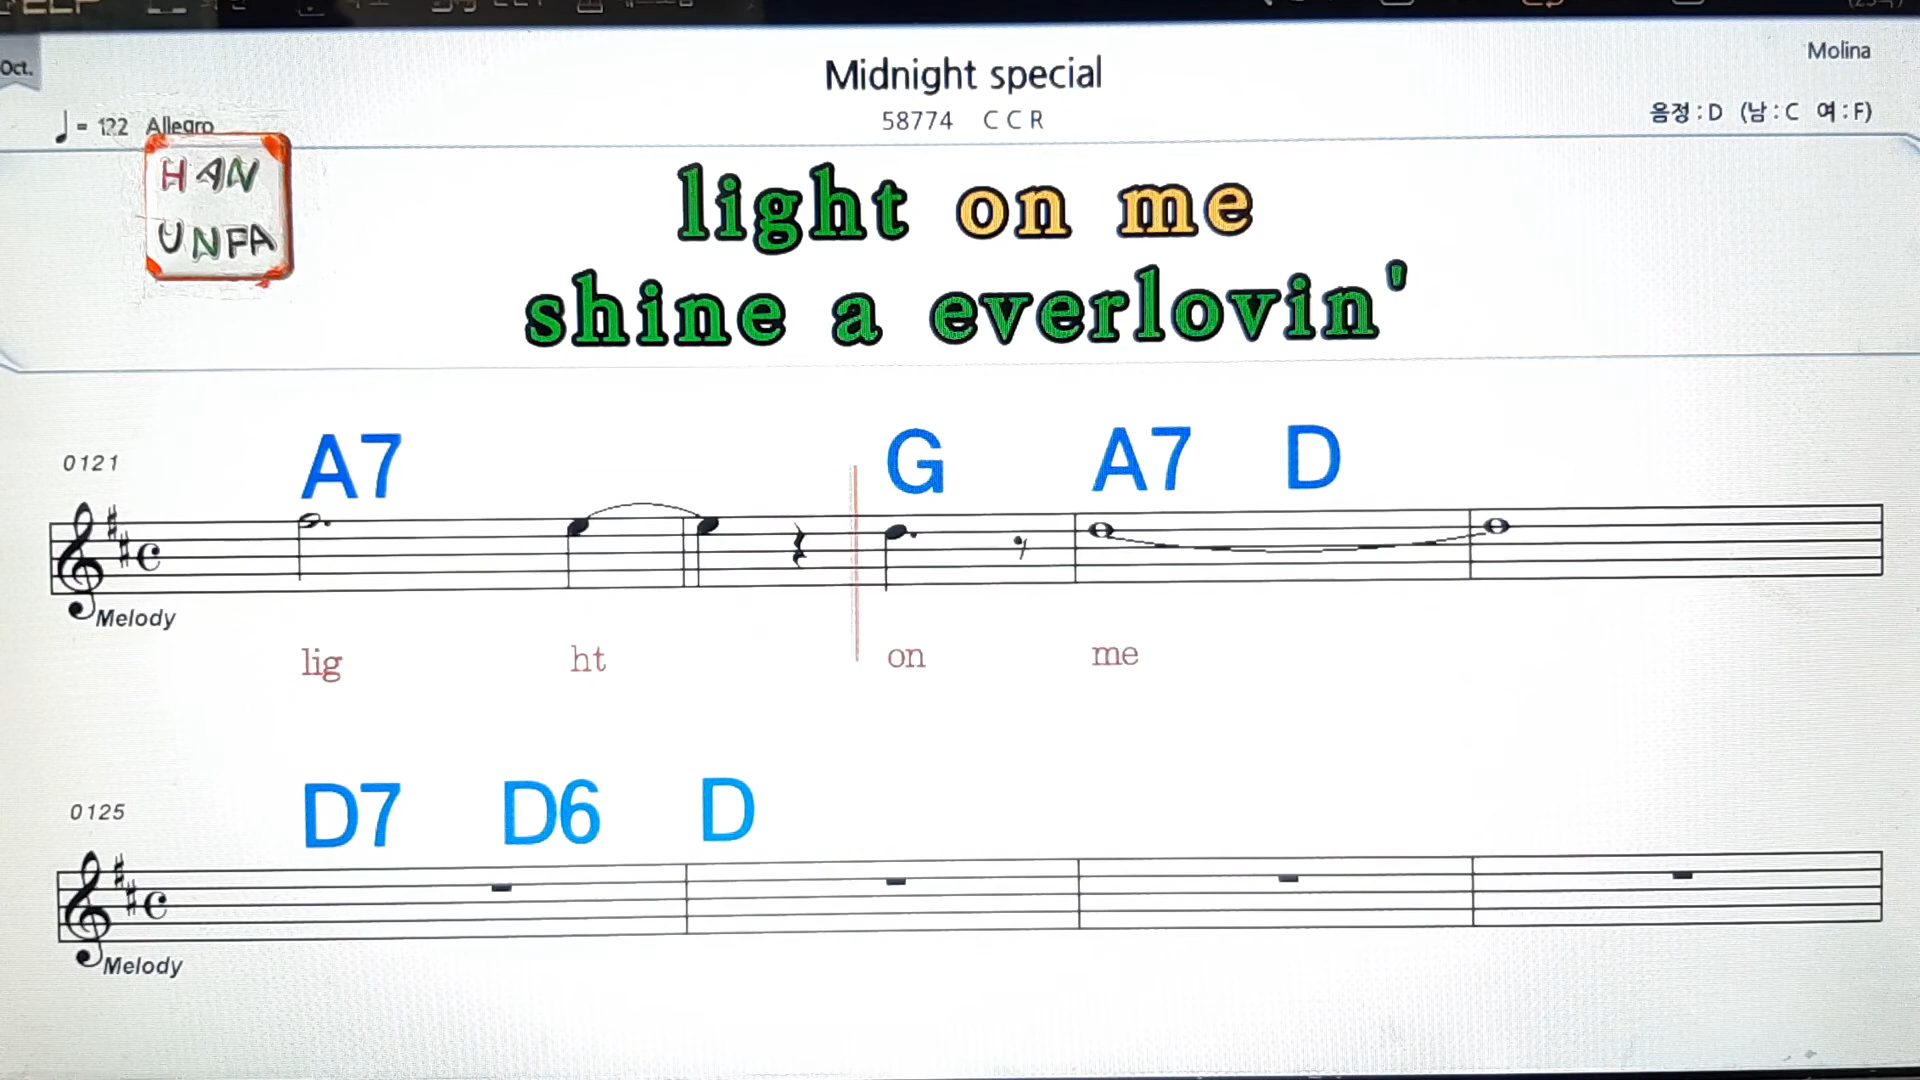 Midnight special
Molina
Oct.
58774 C C R
음정 : D (남 : C 여 : F)
= 122 Allegro
HAN
UNFA
light on me
shine a everlovin'
0121
A7 G A7 D
Melody
lig ht on me
0125
D7 D6 D
Melody